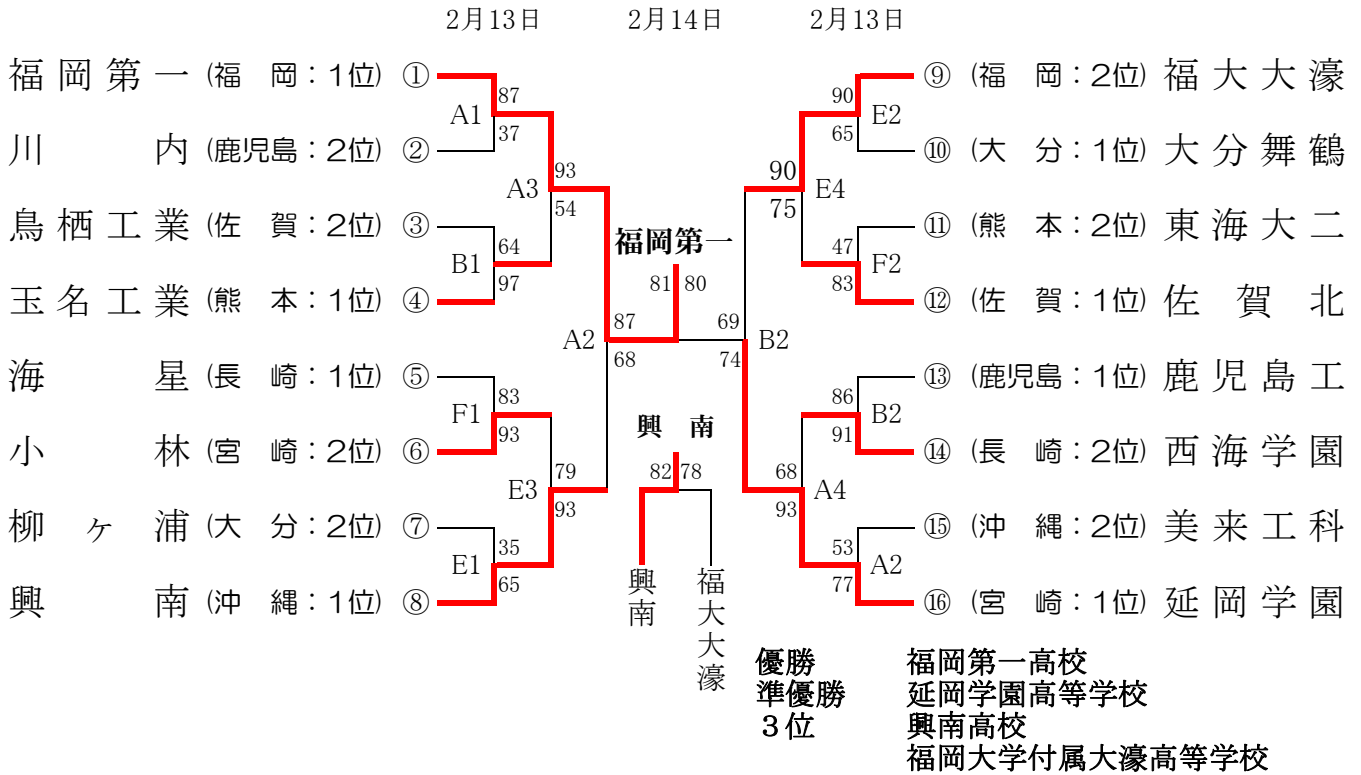 2月13日 2月14日 2月13日
福岡第一 (福 岡：1位) ①
⑨ (福 岡：2位) 福大大濠
87
90
A1
E2
37
65
川 内 (鹿児島：2位) ②
⑩ (大 分：1位) 大分舞鶴
93
90
A3
E4
54
75
鳥栖工業 (佐 賀：2位) ③
⑪ (熊 本：2位) 東海大二
64
福岡第一
47
B1
F2
97
81 80
83
玉名工業 (熊 本：1位) ④
⑫ (佐 賀：1位) 佐賀北
87
69
A2
B2
68
74
海 星 (長 崎：1位) ⑤
⑬ (鹿児島：1位) 鹿児島工
83
86
F1
B2
93
興 南
91
小 林 (宮 崎：2位) ⑥
⑭ (長 崎：2位) 西海学園
79
82 78
68
E3
A4
93
93
柳ヶ浦 (大 分：2位) ⑦
⑮ (沖 縄：2位) 美来工科
35
53
E1
A2
65
77
興南
福大大濠
興 南 (沖 縄：1位) ⑧
⑯ (宮 崎：1位) 延岡学園
優勝 福岡第一高校
準優勝 延岡学園高等学校
３位 興南高校
福岡大学付属大濠高等学校